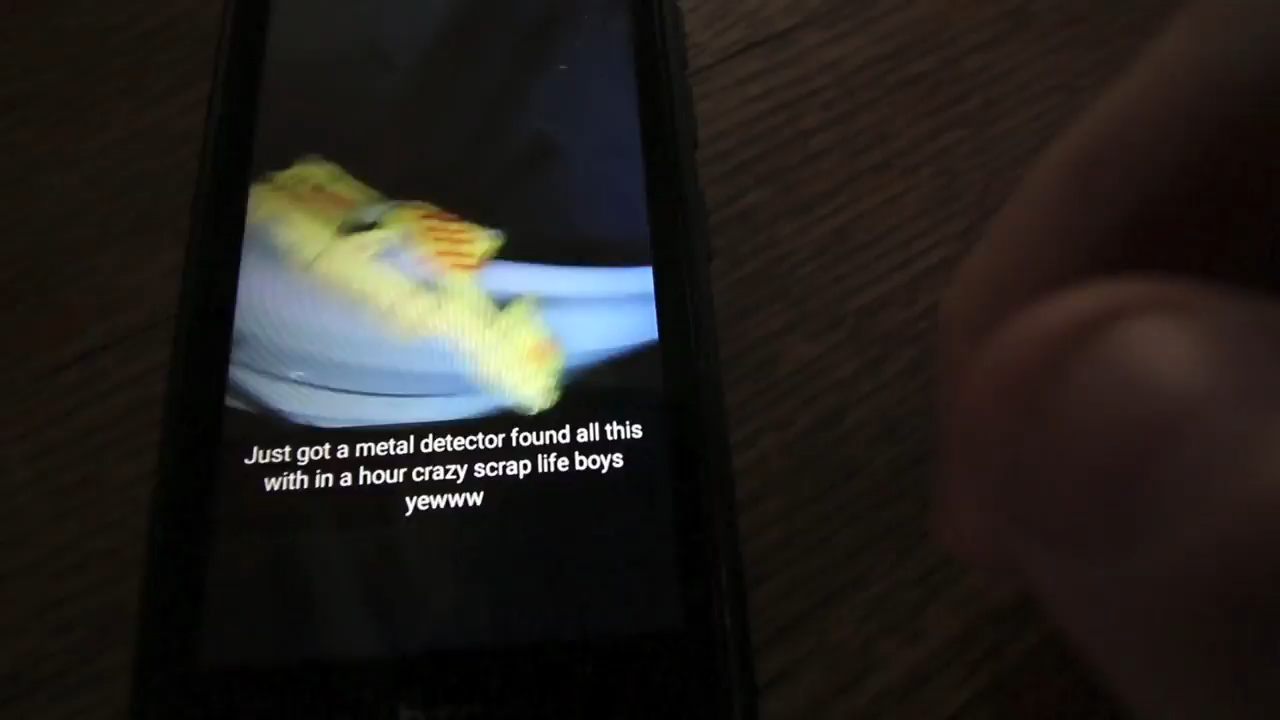 Just got a metal detector found all this
with in a hour crazy scrap life boys
yewww